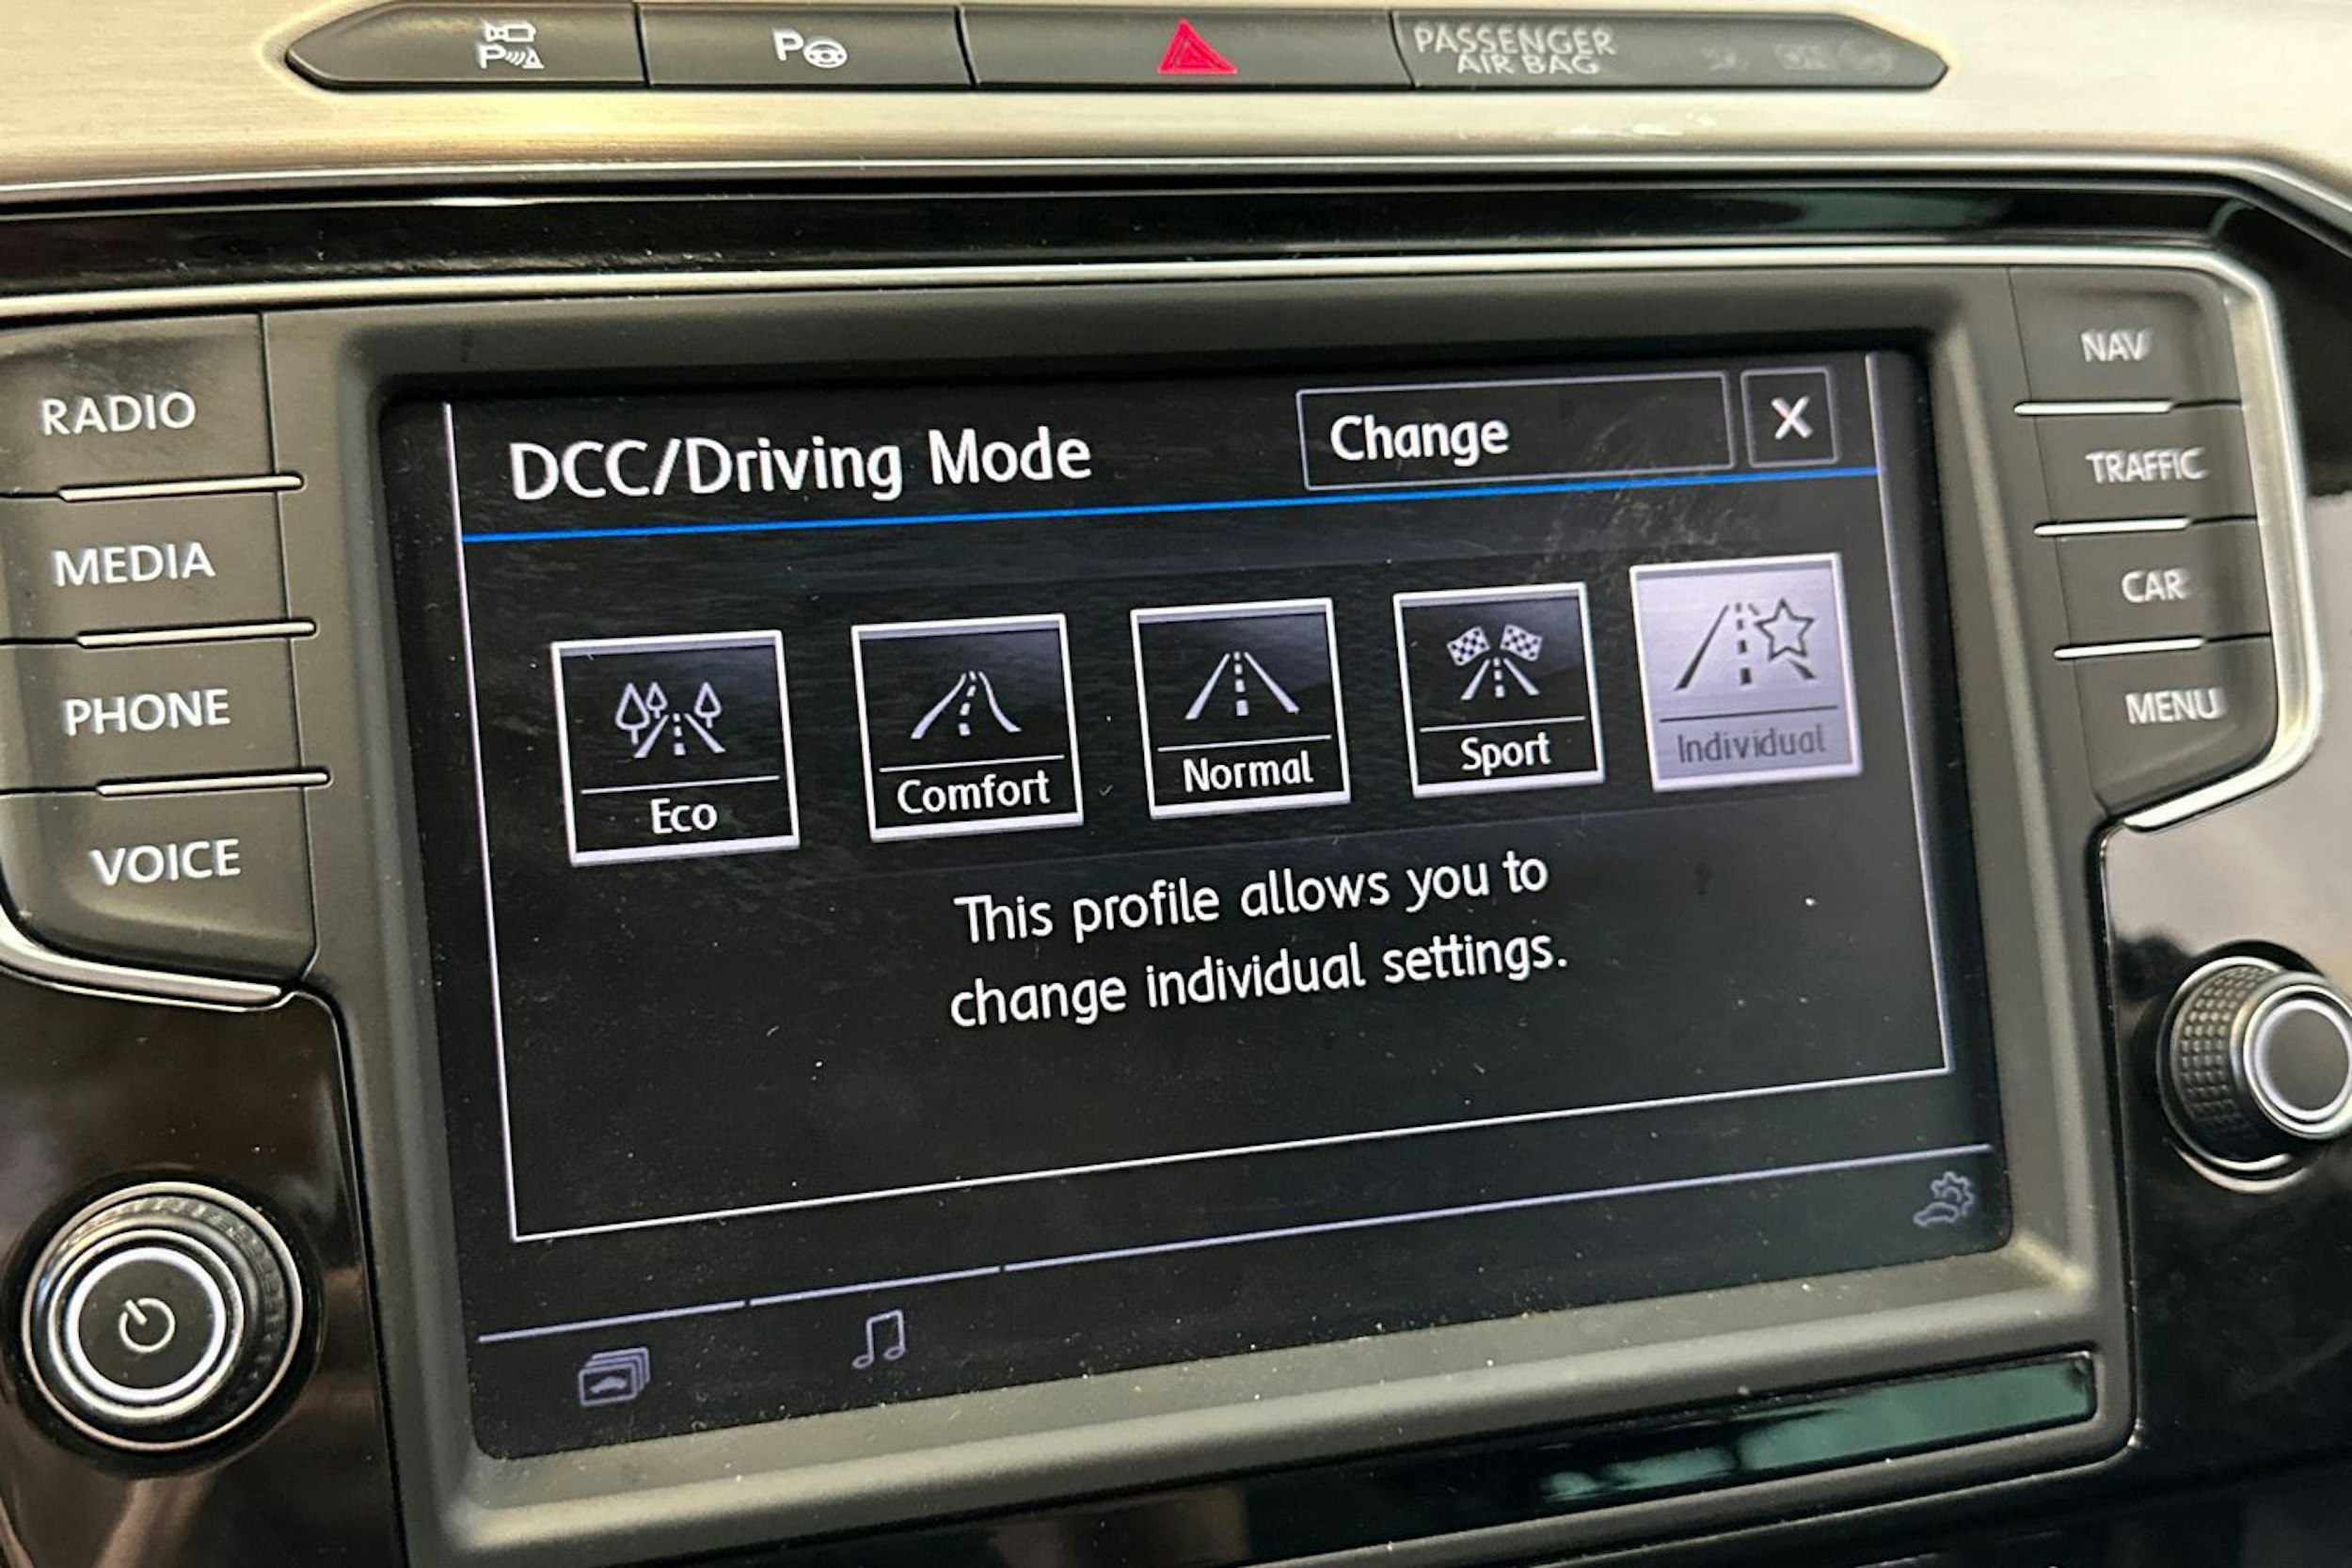 P
P
PASSENGER
AIR BAG
RADIO
MEDIA
PHONE
VOICE
DCC/Driving Mode
Change
X
Eco
Comfort
Normal
Sport
Individual
This profile allows you to
change individual settings.
NAV
TRAFFIC
CAR
MENU